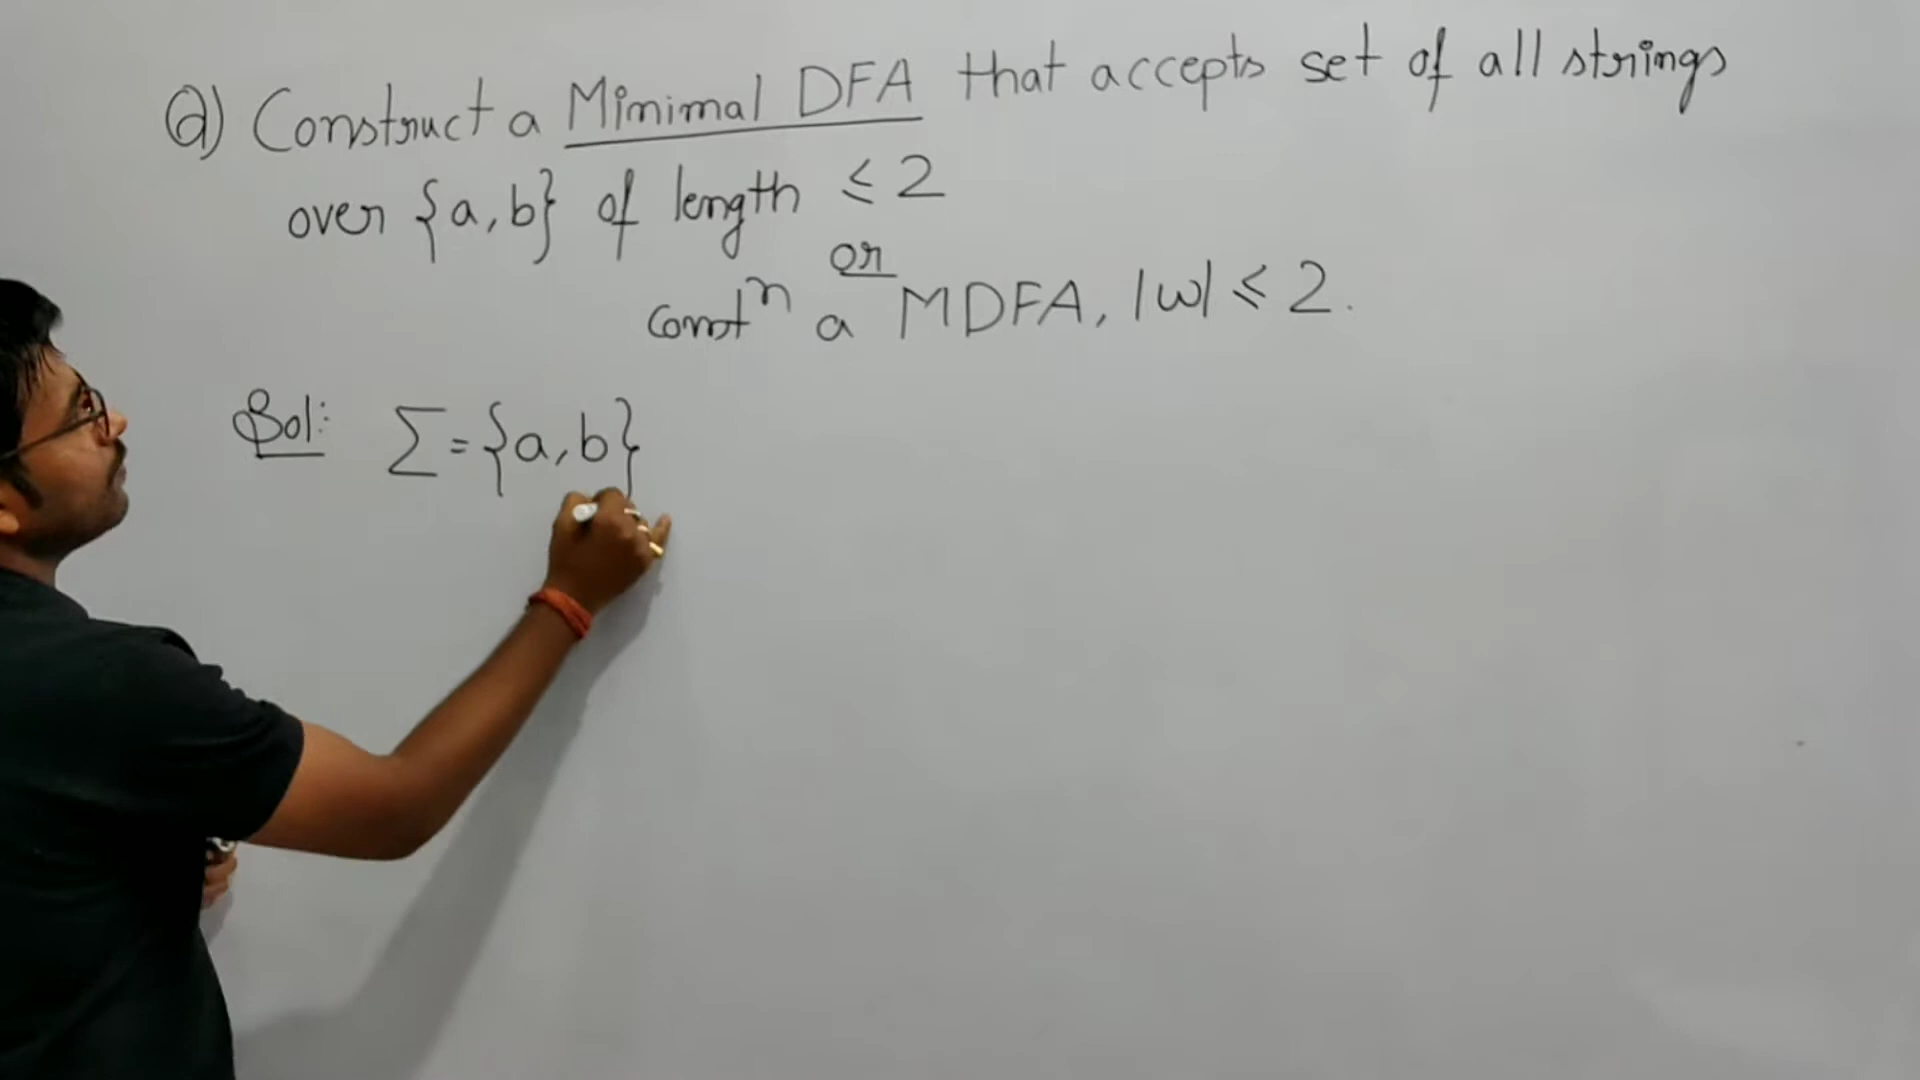 Q) Construct a Minimal DFA that accepts set of all strings
over {a, b} of length ≤ 2
or
constⁿ a MDFA, |w| ≤ 2.
Sol: Σ = {a, b}